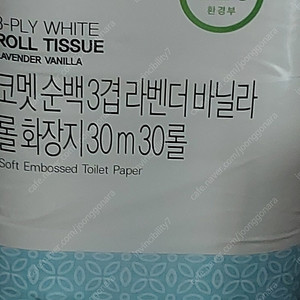 3-PLY WHITE
ROLL TISSUE
LAVENDER VANILLA
환경부
코멧 순백 3겹 라벤더 바닐라
롤 화장지 30 m 30롤
Soft Embossed Toilet Paper